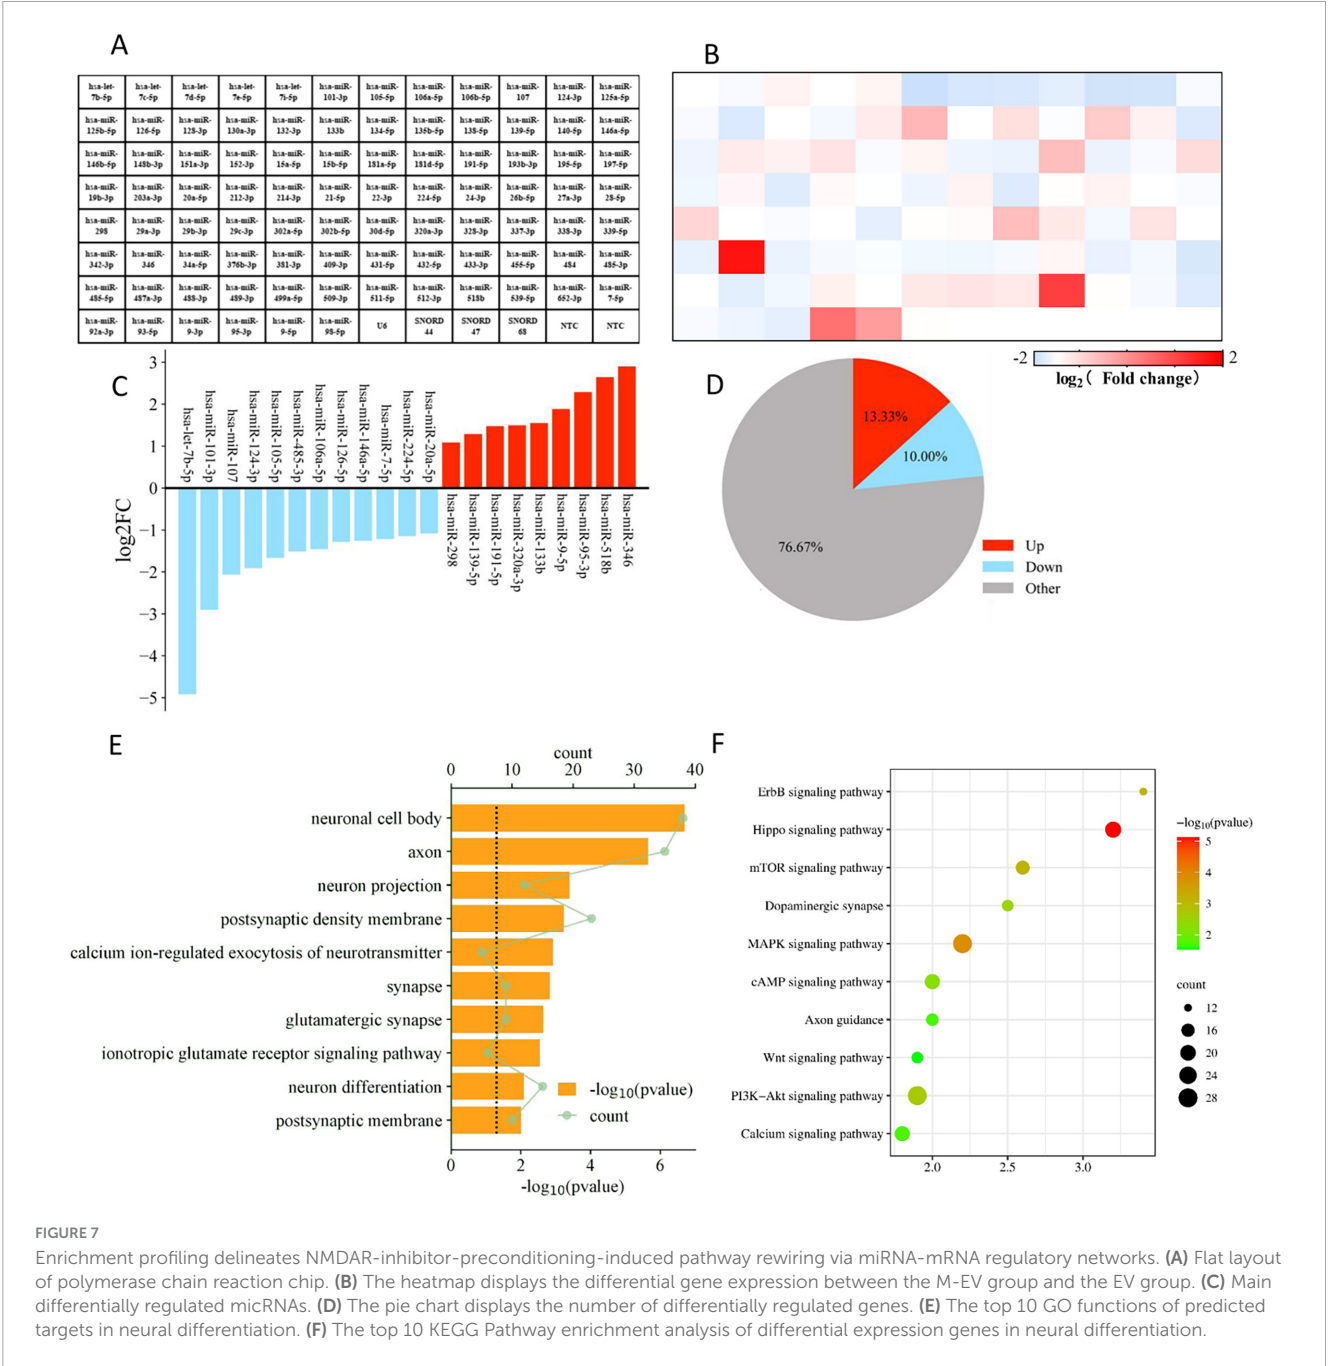 A
hsa-let- hsa-let- hsa-let- hsa-let- hsa-let- hsa-miR- hsa-miR- hsa-miR- hsa-miR- hsa-miR- hsa-miR- hsa-miR-
7b-5p 7c-5p 7d-5p 7e-5p 7i-5p 101-3p 105-5p 106a-5p 106b-5p 107 124-3p 125a-5p
hsa-miR- hsa-miR- hsa-miR- hsa-miR- hsa-miR- hsa-miR- hsa-miR- hsa-miR- hsa-miR- hsa-miR- hsa-miR- hsa-miR-
125b-5p 126-5p 128-3p 130a-3p 132-3p 133b 134-5p 135b-5p 138-5p 139-5p 140-5p 146a-5p
hsa-miR- hsa-miR- hsa-miR- hsa-miR- hsa-miR- hsa-miR- hsa-miR- hsa-miR- hsa-miR- hsa-miR- hsa-miR- hsa-miR-
146b-5p 148b-3p 151a-3p 152-3p 15a-5p 15b-5p 181a-5p 181d-5p 191-5p 193b-3p 195-5p 197-5p
hsa-miR- hsa-miR- hsa-miR- hsa-miR- hsa-miR- hsa-miR- hsa-miR- hsa-miR- hsa-miR- hsa-miR- hsa-miR- hsa-miR-
19b-3p 203a-3p 20a-5p 212-3p 214-3p 21-5p 22-3p 224-5p 24-3p 26b-5p 27a-3p 28-5p
hsa-miR- hsa-miR- hsa-miR- hsa-miR- hsa-miR- hsa-miR- hsa-miR- hsa-miR- hsa-miR- hsa-miR- hsa-miR- hsa-miR-
298 29a-3p 29b-3p 29c-3p 302a-5p 302b-5p 30d-5p 320a-3p 328-3p 337-3p 338-3p 339-5p
hsa-miR- hsa-miR- hsa-miR- hsa-miR- hsa-miR- hsa-miR- hsa-miR- hsa-miR- hsa-miR- hsa-miR- hsa-miR- hsa-miR-
342-3p 346 34a-5p 376b-3p 381-3p 409-3p 431-5p 432-5p 433-3p 455-5p 484 485-3p
hsa-miR- hsa-miR- hsa-miR- hsa-miR- hsa-miR- hsa-miR- hsa-miR- hsa-miR- hsa-miR- hsa-miR- hsa-miR- hsa-miR-
485-5p 487a-3p 488-3p 489-3p 499a-5p 509-3p 511-5p 512-3p 518b 539-5p 652-3p 7-5p
hsa-miR- hsa-miR- hsa-miR- hsa-miR- hsa-miR- hsa-miR- U6 SNORD SNORD SNORD NTC NTC
92a-3p 93-5p 9-3p 95-3p 9-5p 98-5p 44 47 68
B
-2 2
log2( Fold change)
C
log2FC
3
2
1
0
−1
−2
−3
−4
−5
hsa-let-7b-5p
hsa-miR-101-3p
hsa-miR-107
hsa-miR-124-3p
hsa-miR-105-5p
hsa-miR-485-3p
hsa-miR-106a-5p
hsa-miR-126-5p
hsa-miR-146a-5p
hsa-miR-7-5p
hsa-miR-224-5p
hsa-miR-20a-5p
hsa-miR-298
hsa-miR-139-5p
hsa-miR-191-5p
hsa-miR-320a-3p
hsa-miR-133b
hsa-miR-9-5p
hsa-miR-95-3p
hsa-miR-518b
hsa-miR-346
D
13.33%
10.00%
76.67%
Up
Down
Other
E
count
0 10 20 30 40
neuronal cell body
axon
neuron projection
postsynaptic density membrane
calcium ion-regulated exocytosis of neurotransmitter
synapse
glutamatergic synapse
ionotropic glutamate receptor signaling pathway
neuron differentiation
postsynaptic membrane
-log10(pvalue)
count
0 2 4 6
-log10(pvalue)
F
ErbB signaling pathway
Hippo signaling pathway
mTOR signaling pathway
Dopaminergic synapse
MAPK signaling pathway
cAMP signaling pathway
Axon guidance
Wnt signaling pathway
PI3K−Akt signaling pathway
Calcium signaling pathway
2.0 2.5 3.0
−log10(pvalue)
5
4
3
2
count
12
16
20
24
28
FIGURE 7
Enrichment profiling delineates NMDAR-inhibitor-preconditioning-induced pathway rewiring via miRNA-mRNA regulatory networks. (A) Flat layout
of polymerase chain reaction chip. (B) The heatmap displays the differential gene expression between the M-EV group and the EV group. (C) Main
differentially regulated micRNAs. (D) The pie chart displays the number of differentially regulated genes. (E) The top 10 GO functions of predicted
targets in neural differentiation. (F) The top 10 KEGG Pathway enrichment analysis of differential expression genes in neural differentiation.